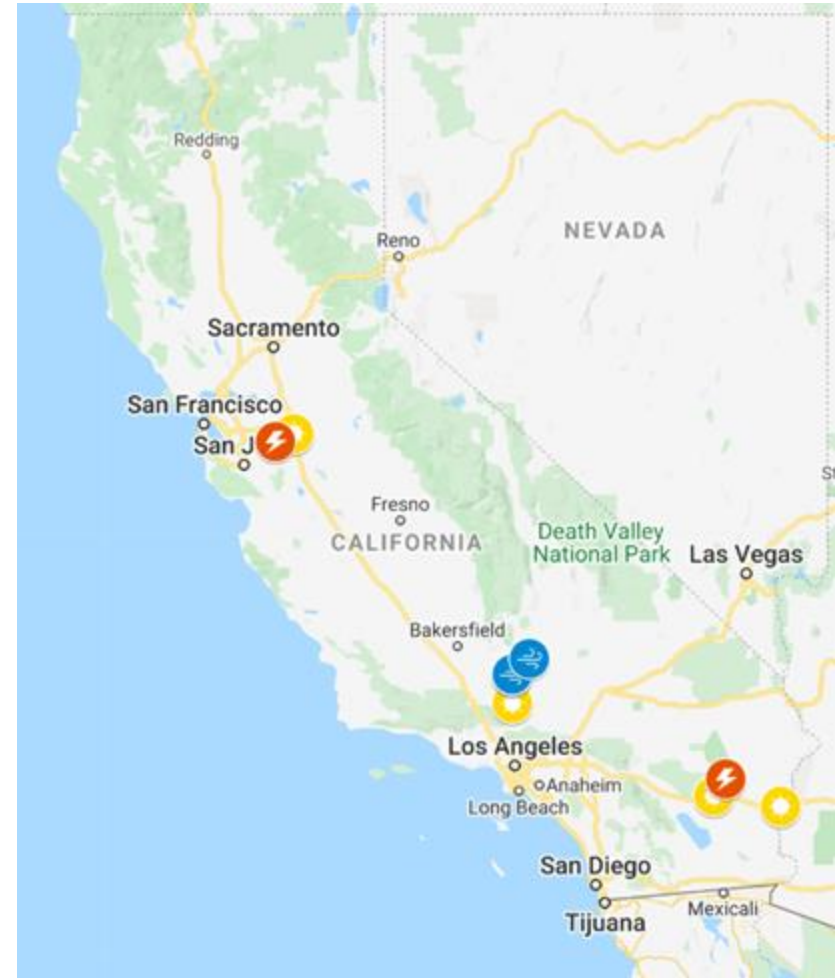 Redding
NEVADA
Reno
Sacramento
San Francisco
San J
Fresno
CALIFORNIA
Death Valley
National Park
Las Vegas
St
Bakersfield
Los Angeles
Anaheim
Long Beach
San Diego
Tijuana
Mexicali